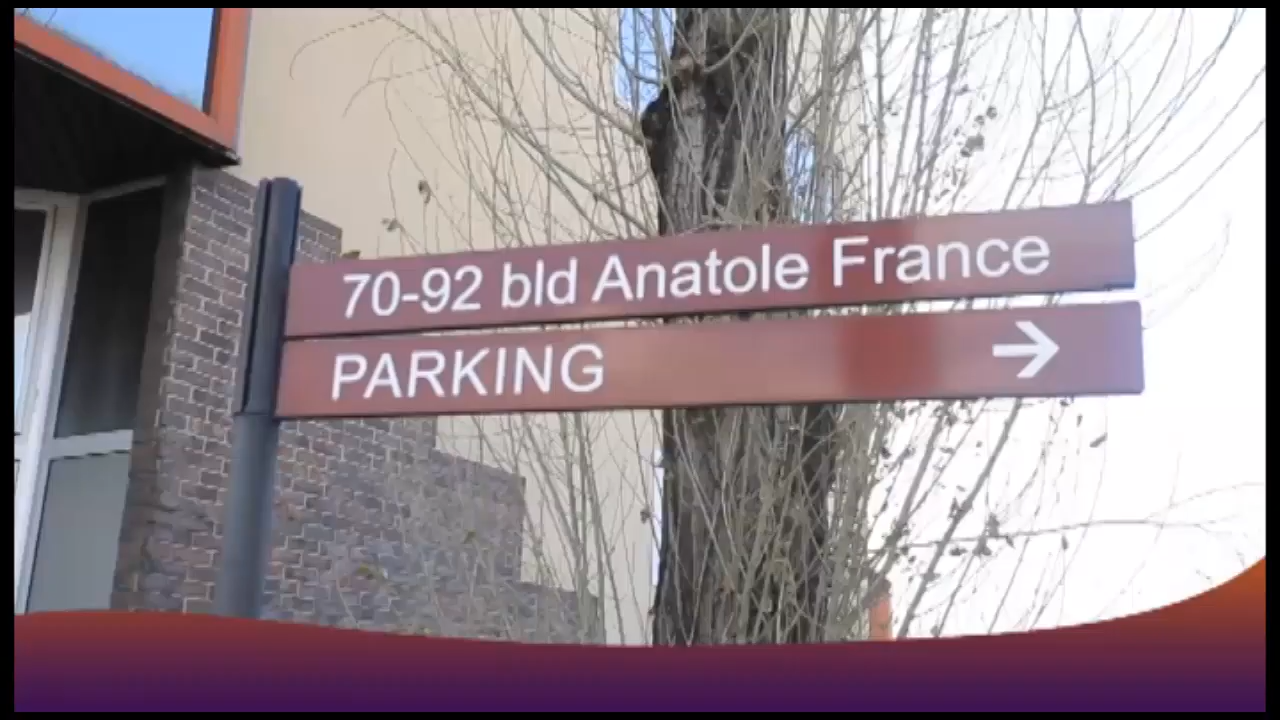 70-92 bld Anatole France
PARKING →